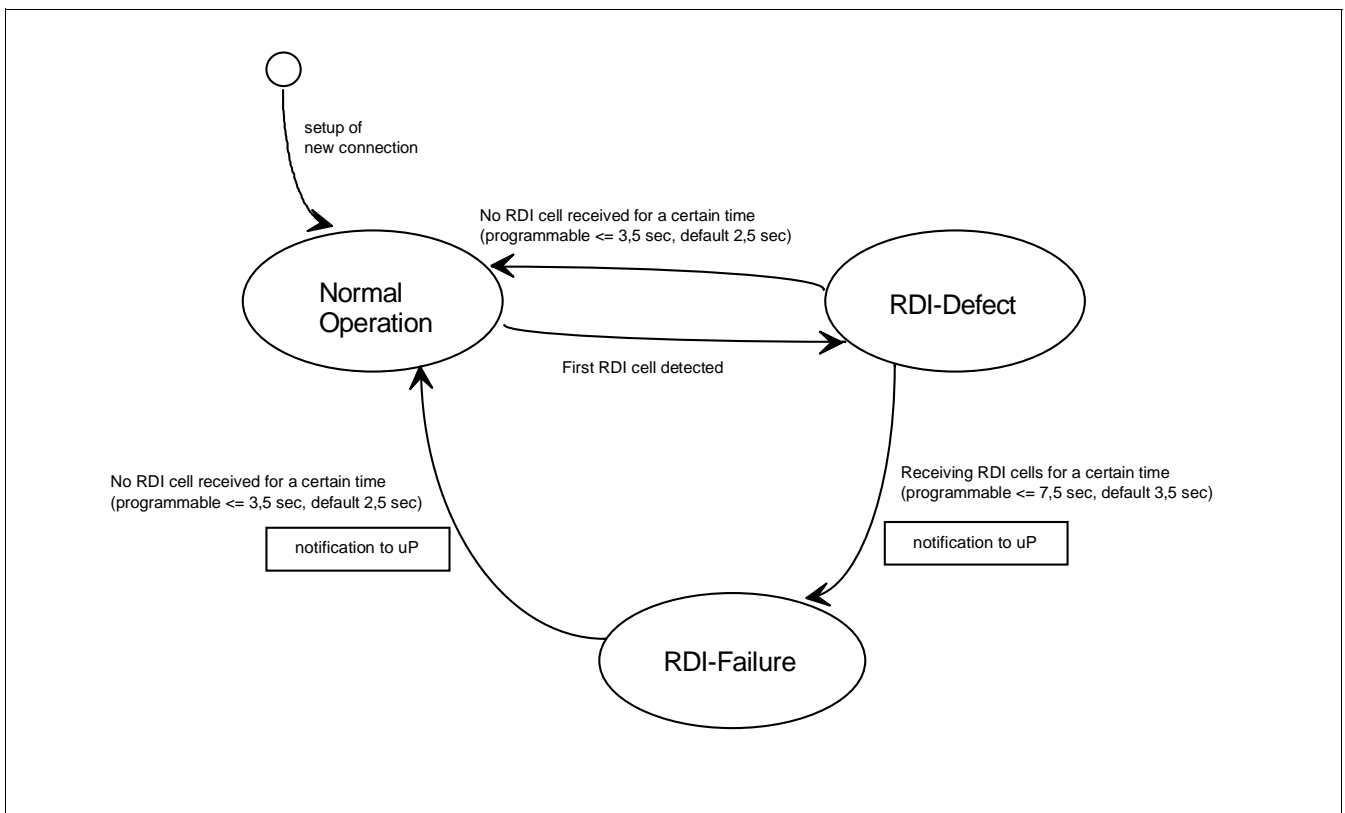 setup of
new connection
No RDI cell received for a certain time
(programmable <= 3,5 sec, default 2,5 sec)
Normal
Operation
RDI-Defect
First RDI cell detected
No RDI cell received for a certain time
(programmable <= 3,5 sec, default 2,5 sec)
notification to uP
Receiving RDI cells for a certain time
(programmable <= 7,5 sec, default 3,5 sec)
notification to uP
RDI-Failure